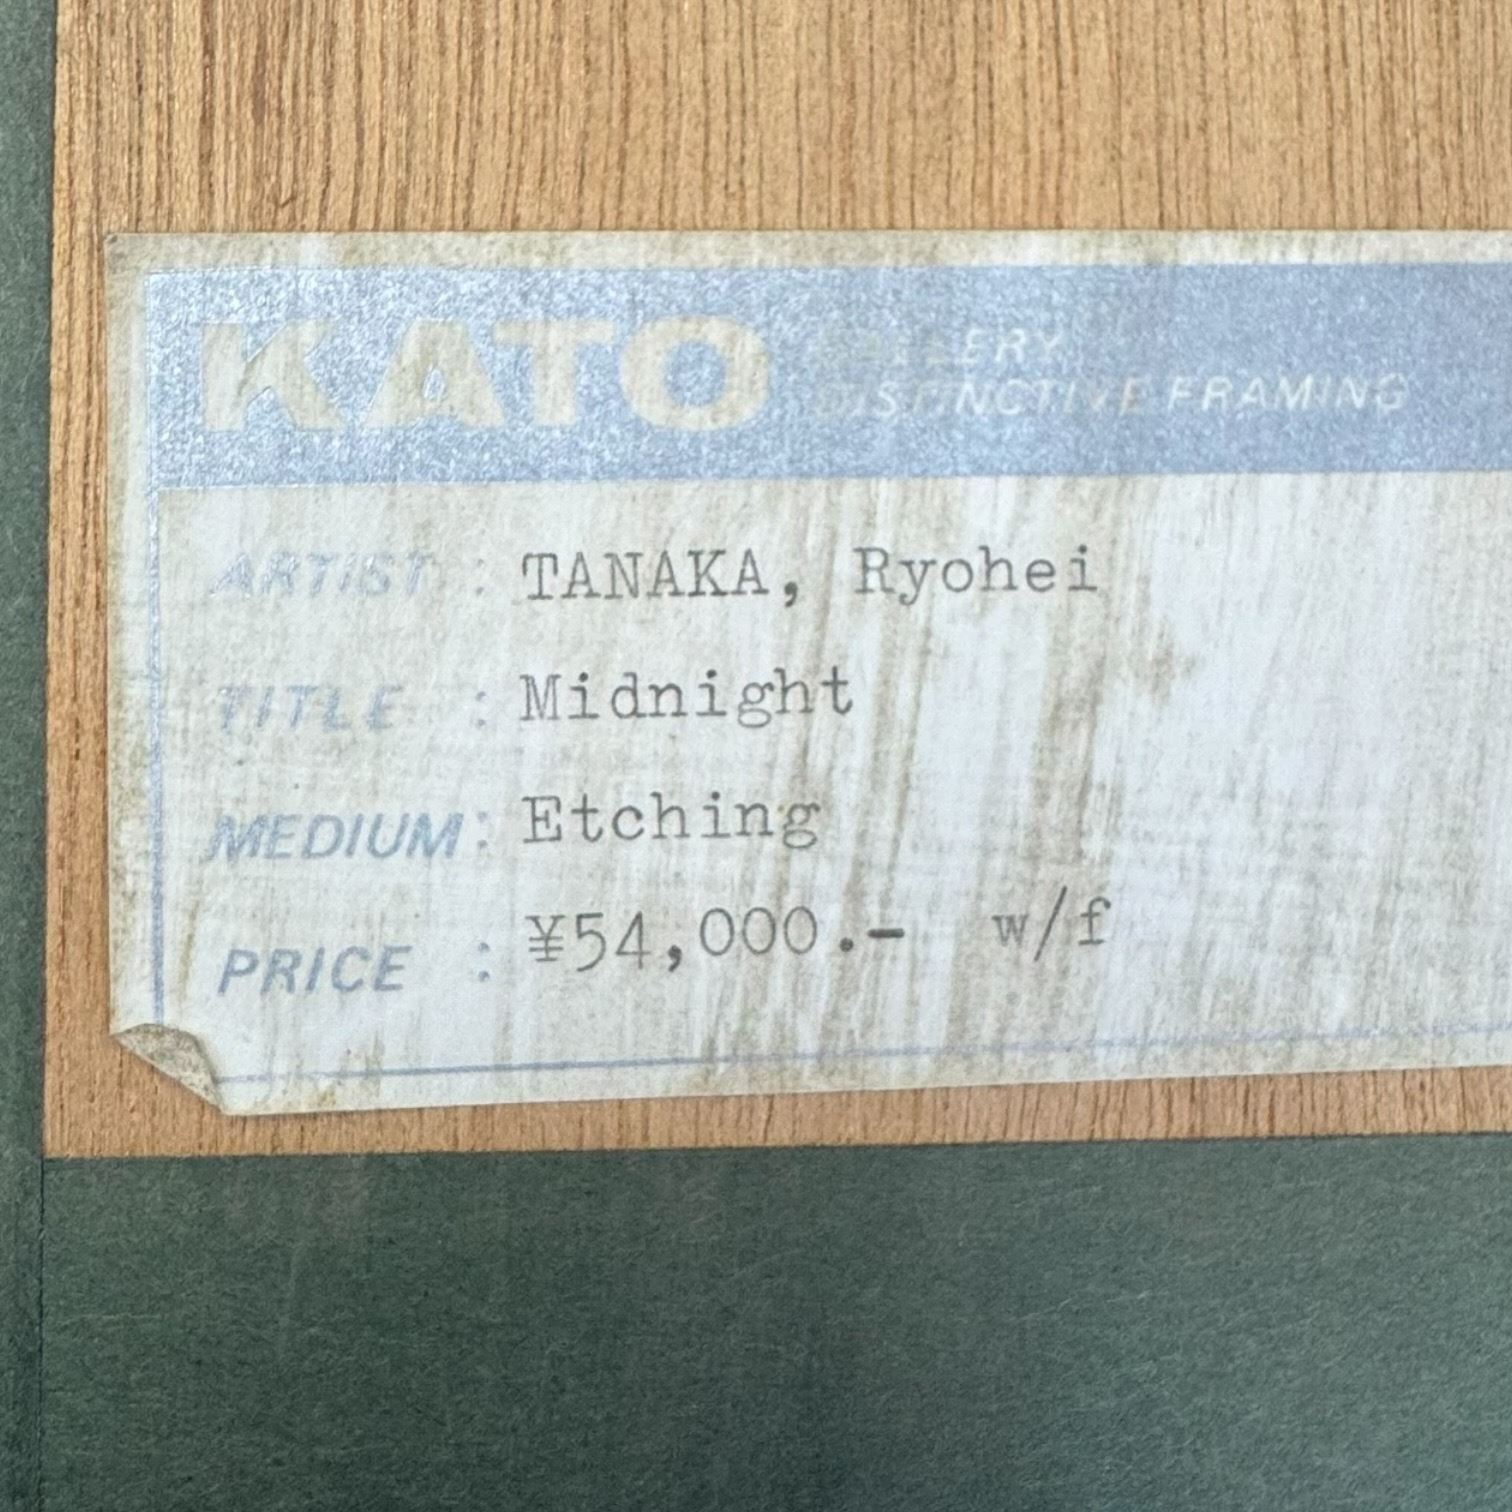 KATO GALLERY
DISTINCTIVE FRAMING
ARTIST : TANAKA, Ryohei
TITLE : Midnight
MEDIUM : Etching
PRICE : ¥54,000.- w/f